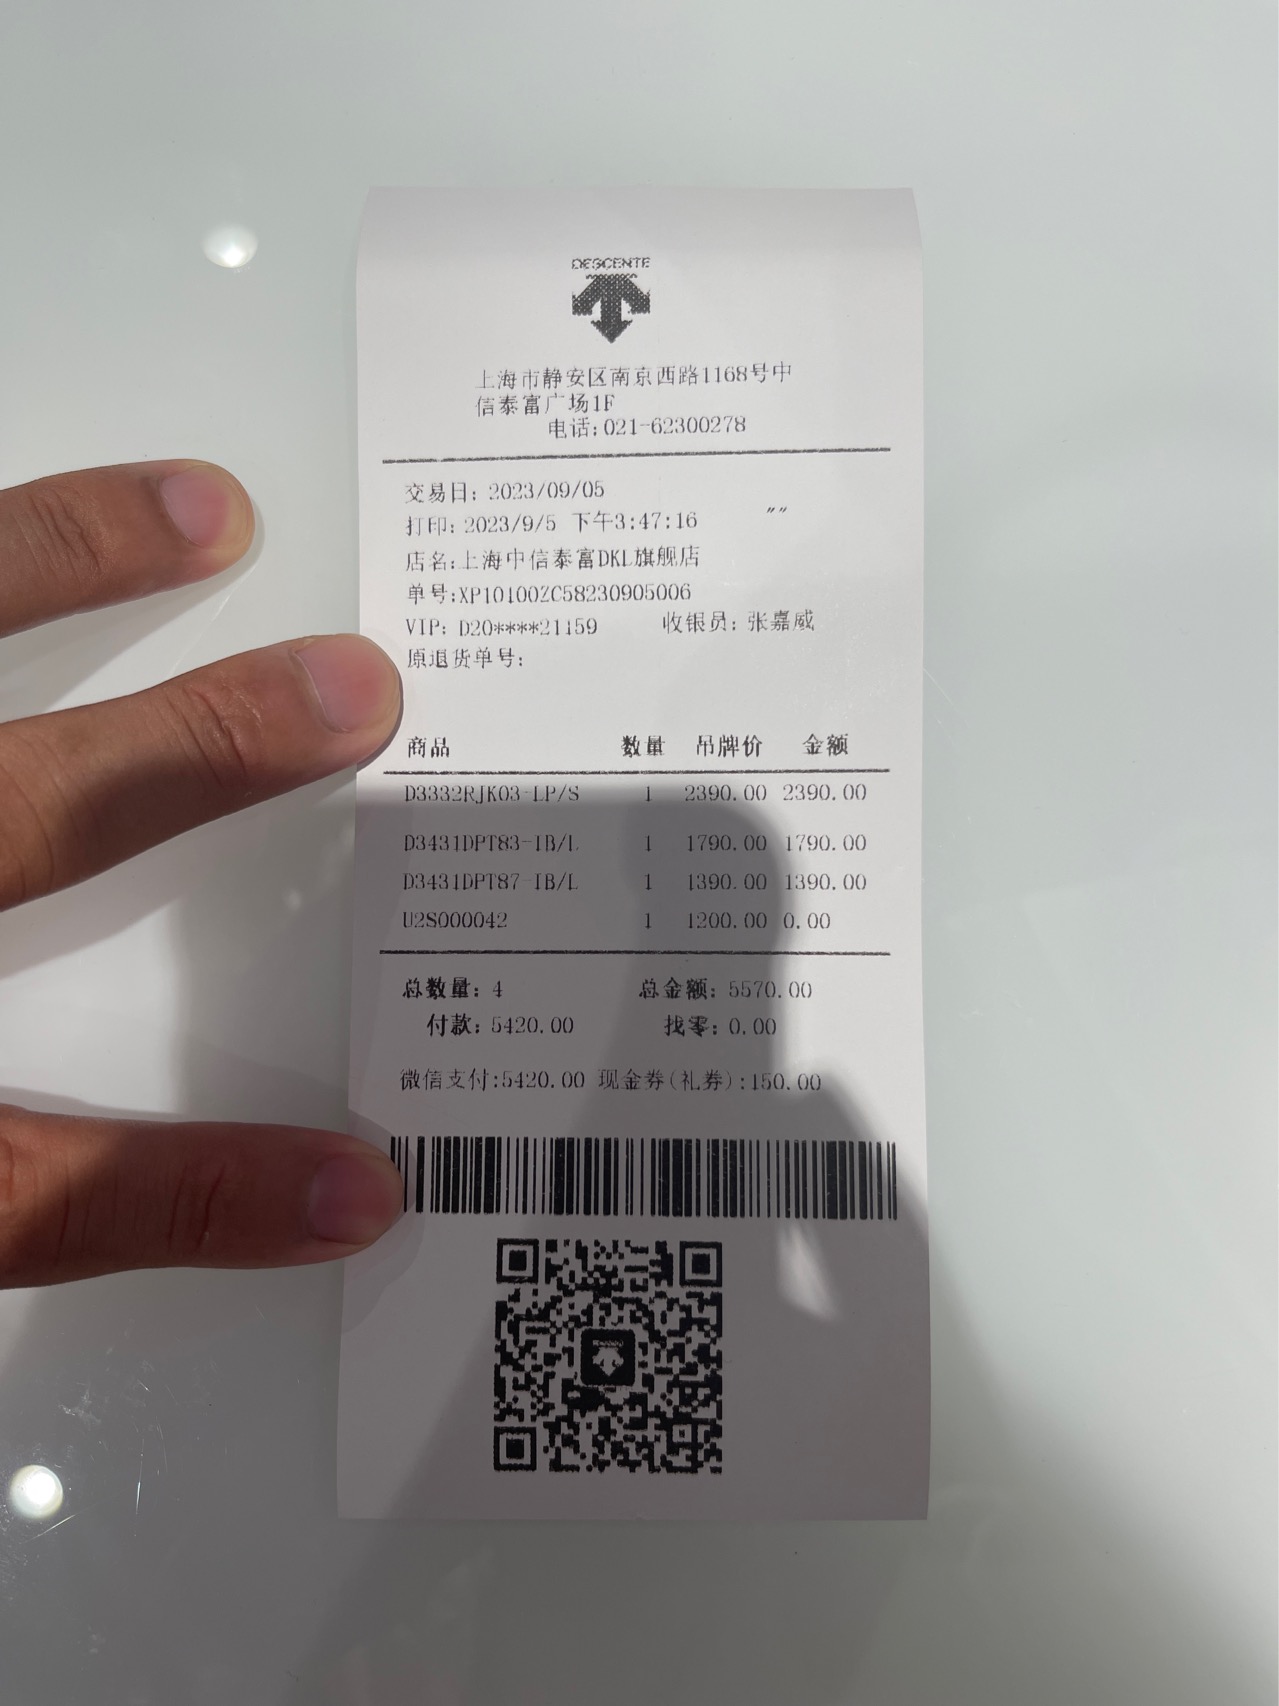 DESCENTE
上海市静安区南京西路1168号中
信泰富广场1F
电话:021-62300278
交易日: 2023/09/05
打印: 2023/9/5 下午3:47:16 ""
店名:上海中信泰富DKL旗舰店
单号:XP10100ZC58230905006
VIP: D20****21159 收银员: 张嘉威
原退货单号:
商品 数量 吊牌价 金额
D3332RJK03-LP/S 1 2390.00 2390.00
D3431DPT83-IB/L 1 1790.00 1790.00
D3431DPT87-IB/L 1 1390.00 1390.00
U2S000042 1 1200.00 0.00
总数量: 4 总金额: 5570.00
付款: 5420.00 找零: 0.00
微信支付:5420.00 现金券(礼券):150.00